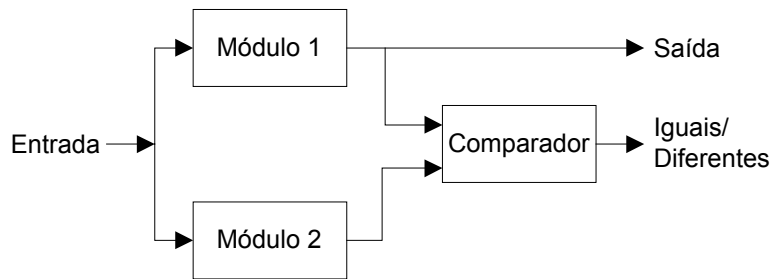 Módulo 1
Saída
Entrada
Comparador
Iguais/
Diferentes
Módulo 2